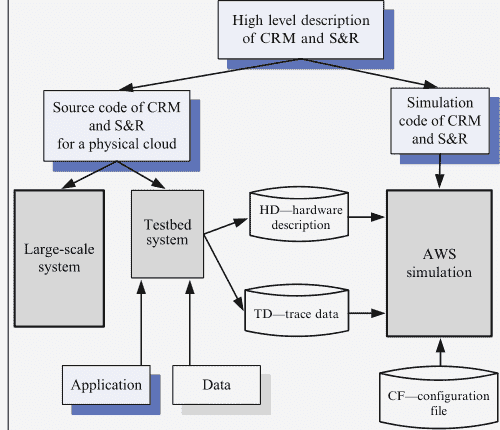 High level description
of CRM and S&R
Source code of CRM
and S&R
for a physical cloud
Simulation
code of CRM
and S&R
Large-scale
system
Testbed
system
HD—hardware
description
TD—trace data
AWS
simulation
Application
Data
CF—configuration
file